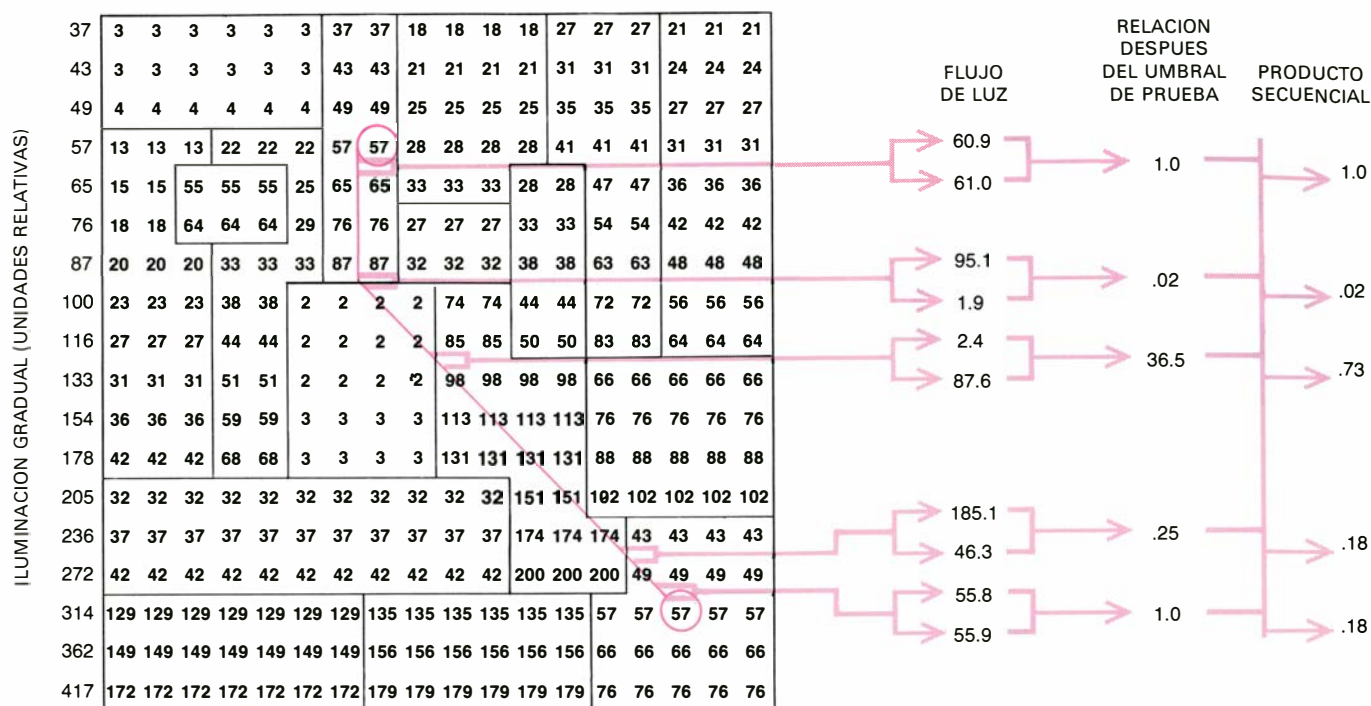 ILUMINACION GRADUAL (UNIDADES RELATIVAS)
37 3 3 3 3 3 3 37 37 18 18 18 18 27 27 27 21 21 21
43 3 3 3 3 3 3 43 43 21 21 21 21 31 31 31 24 24 24
49 4 4 4 4 4 4 49 49 25 25 25 25 35 35 35 27 27 27
57 13 13 13 22 22 22 57 57 28 28 28 28 41 41 41 31 31 31
65 15 15 55 55 55 25 65 65 33 33 33 28 28 47 47 36 36 36
76 18 18 64 64 64 29 76 76 27 27 27 33 33 54 54 42 42 42
87 20 20 20 33 33 33 87 87 32 32 32 38 38 63 63 48 48 48
100 23 23 23 38 38 2 2 2 2 74 74 44 44 72 72 56 56 56
116 27 27 27 44 44 2 2 2 2 85 85 50 50 83 83 64 64 64
133 31 31 31 51 51 2 2 2 2 98 98 98 98 66 66 66 66 66
154 36 36 36 59 59 3 3 3 3 113 113 113 113 76 76 76 76 76
178 42 42 42 68 68 3 3 3 3 131 131 131 131 88 88 88 88 88
205 32 32 32 32 32 32 32 32 32 32 32 151 151 102 102 102 102 102
236 37 37 37 37 37 37 37 37 37 37 37 174 174 174 43 43 43 43
272 42 42 42 42 42 42 42 42 42 42 42 200 200 200 49 49 49 49
314 129 129 129 129 129 129 129 135 135 135 135 135 135 57 57 57 57 57
362 149 149 149 149 149 149 149 156 156 156 156 156 156 66 66 66 66 66
417 172 172 172 172 172 172 172 179 179 179 179 179 179 76 76 76 76 76
FLUJO
DE LUZ
60.9
61.0
95.1
1.9
2.4
87.6
185.1
46.3
55.8
55.9
RELACION
DESPUES
DEL UMBRAL
DE PRUEBA
1.0
.02
36.5
.25
1.0
PRODUCTO
SECUENCIAL
1.0
.02
.73
.18
.18